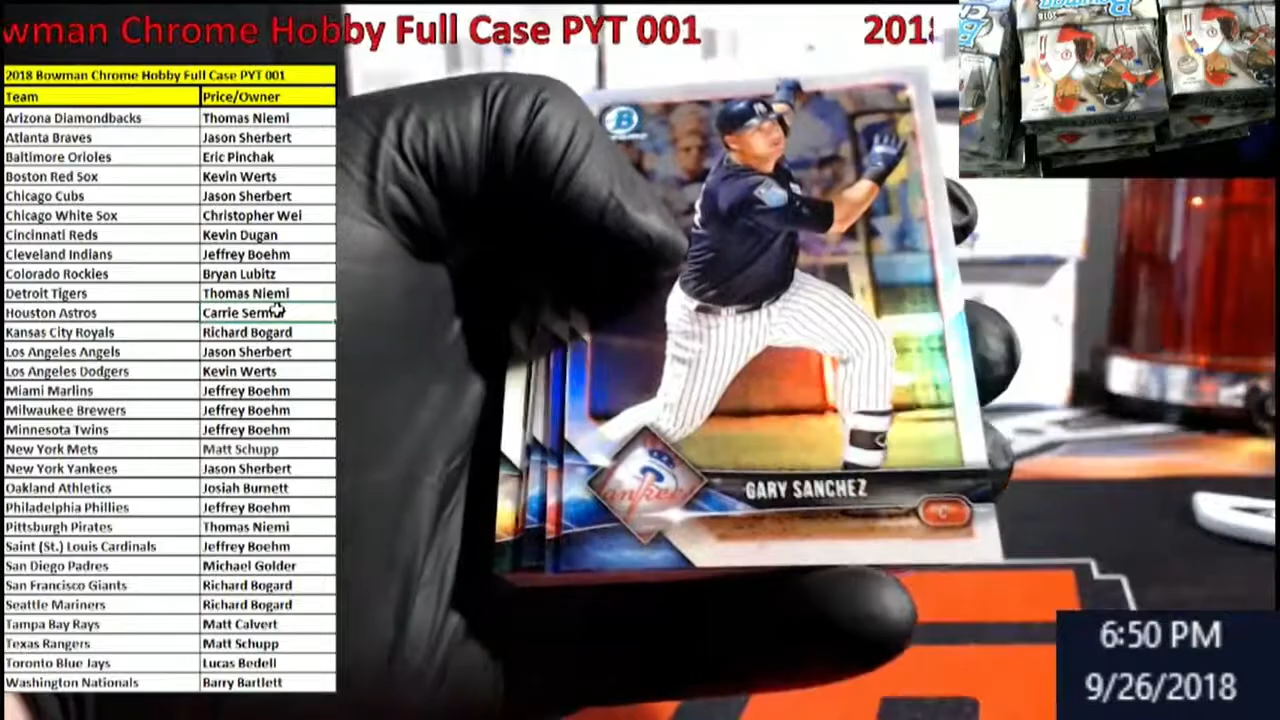 wman Chrome Hobby Full Case PYT 001 201
2018 Bowman Chrome Hobby Full Case PYT 001
Team Price/Owner
Arizona Diamondbacks Thomas Niemi
Atlanta Braves Jason Sherbert
Baltimore Orioles Eric Pinchak
Boston Red Sox Kevin Werts
Chicago Cubs Jason Sherbert
Chicago White Sox Christopher Wei
Cincinnati Reds Kevin Dugan
Cleveland Indians Jeffrey Boehm
Colorado Rockies Bryan Lubitz
Detroit Tigers Thomas Niemi
Houston Astros Carrie
Kansas City Royals Richard Bogard
Los Angeles Angels Jason Sherbert
Los Angeles Dodgers Kevin Werts
Miami Marlins Jeffrey Boehm
Milwaukee Brewers Jeffrey Boehm
Minnesota Twins Jeffrey Boehm
New York Mets Matt Schupp
New York Yankees Jason Sherbert
Oakland Athletics Josiah Burnett
Philadelphia Phillies Jeffrey Boehm
Pittsburgh Pirates Thomas Niemi
Saint (St.) Louis Cardinals Jeffrey Boehm
San Diego Padres Michael Golder
San Francisco Giants Richard Bogard
Seattle Mariners Richard Bogard
Tampa Bay Rays Matt Calvert
Texas Rangers Matt Schupp
Toronto Blue Jays Lucas Bedell
Washington Nationals Barry Bartlett
B
Yankees
GARY SANCHEZ
C
6:50 PM
9/26/2018